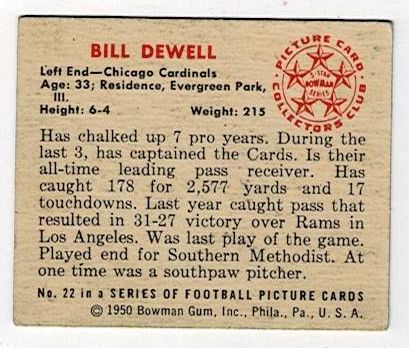 BILL DEWELL
Left End—Chicago Cardinals
Age: 33; Residence, Evergreen Park,
Ill.
Height: 6-4 Weight: 215
PICTURE CARD
5-STAR
BOWMAN
SERIES
COLLECTORS CLUB
Has chalked up 7 pro years. During the
last 3, has captained the Cards. Is their
all-time leading pass receiver. Has
caught 178 for 2,577 yards and 17
touchdowns. Last year caught pass that
resulted in 31-27 victory over Rams in
Los Angeles. Was last play of the game.
Played end for Southern Methodist. At
one time was a southpaw pitcher.
No. 22 in a SERIES OF FOOTBALL PICTURE CARDS
©1950 Bowman Gum, Inc., Phila., Pa., U. S. A.